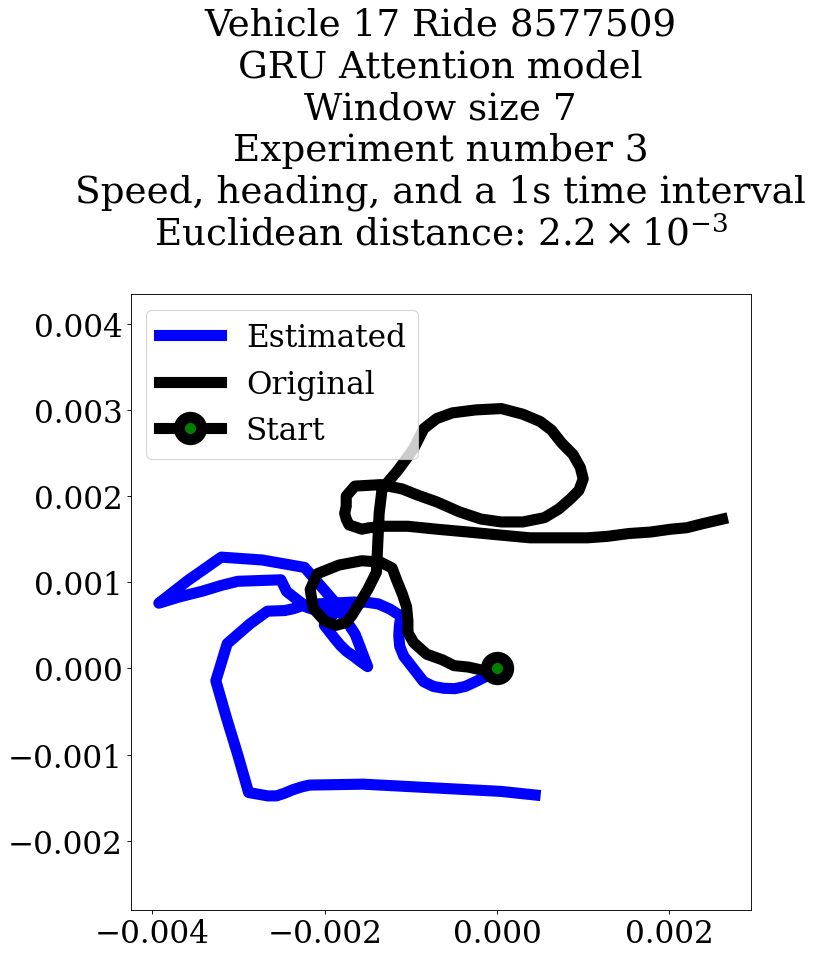 Vehicle 17 Ride 8577509
GRU Attention model
Window size 7
Experiment number 3
Speed, heading, and a 1s time interval
Euclidean distance: 2.2 × 10⁻³
Estimated
Original
Start
0.004
0.003
0.002
0.001
0.000
−0.001
−0.002
−0.004
−0.002
0.000
0.002